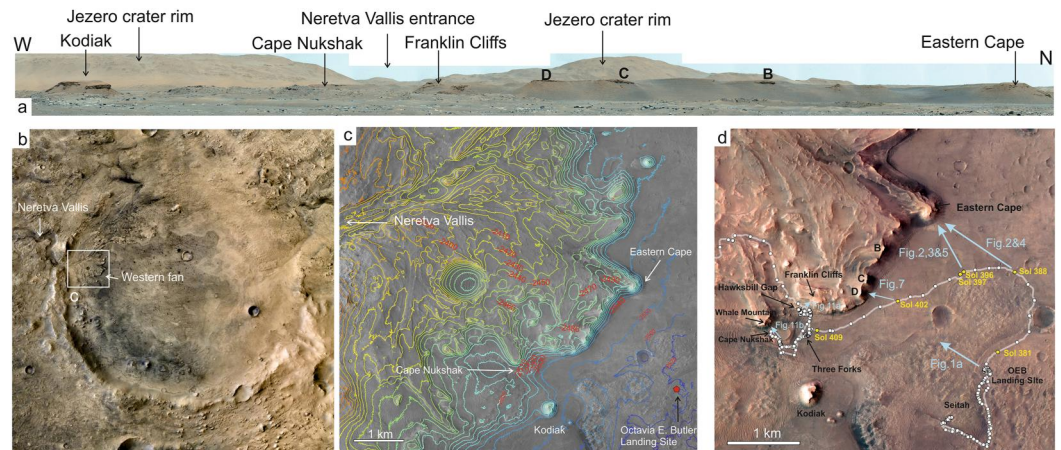 Jezero crater rim
Neretva Vallis entrance
Jezero crater rim
W
Kodiak
Cape Nukshak
Franklin Cliffs
Eastern Cape
N
D
C
B
a
b
Neretva Vallis
Western fan
c
Neretva Vallis
Eastern Cape
Cape Nukshak
Kodiak
Octavia E. Butler
Landing Site
1 km
d
Eastern Cape
Fig.2,3&5
Fig.2&4
B
C
D
Franklin Cliffs
Hawksbill Gap
Fig.7
Sol 396
Sol 397
Sol 388
Sol 402
Whale Mountain
Fig.11b
Cape Nukshak
Sol 409
Three Forks
Sol 381
Fig.1a
OEB
Landing Site
Kodiak
Seitah
1 km